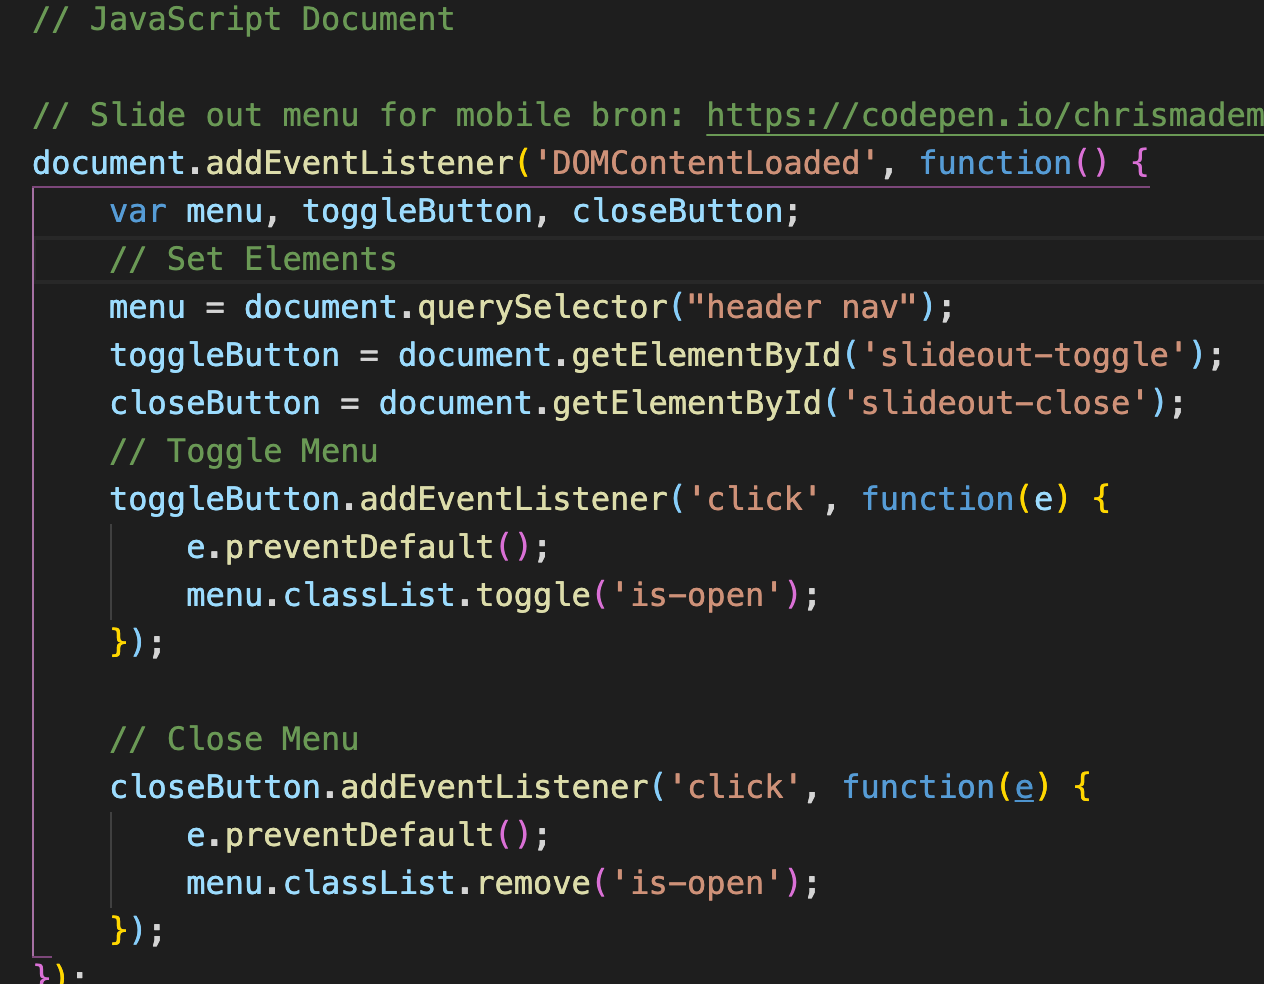 // JavaScript Document
// Slide out menu for mobile bron: https://codepen.io/chrismadem
document.addEventListener('DOMContentLoaded', function() {
var menu, toggleButton, closeButton;
// Set Elements
menu = document.querySelector("header nav");
toggleButton = document.getElementById('slideout-toggle');
closeButton = document.getElementById('slideout-close');
// Toggle Menu
toggleButton.addEventListener('click', function(e) {
e.preventDefault();
menu.classList.toggle('is-open');
});
// Close Menu
closeButton.addEventListener('click', function(e) {
e.preventDefault();
menu.classList.remove('is-open');
});
});